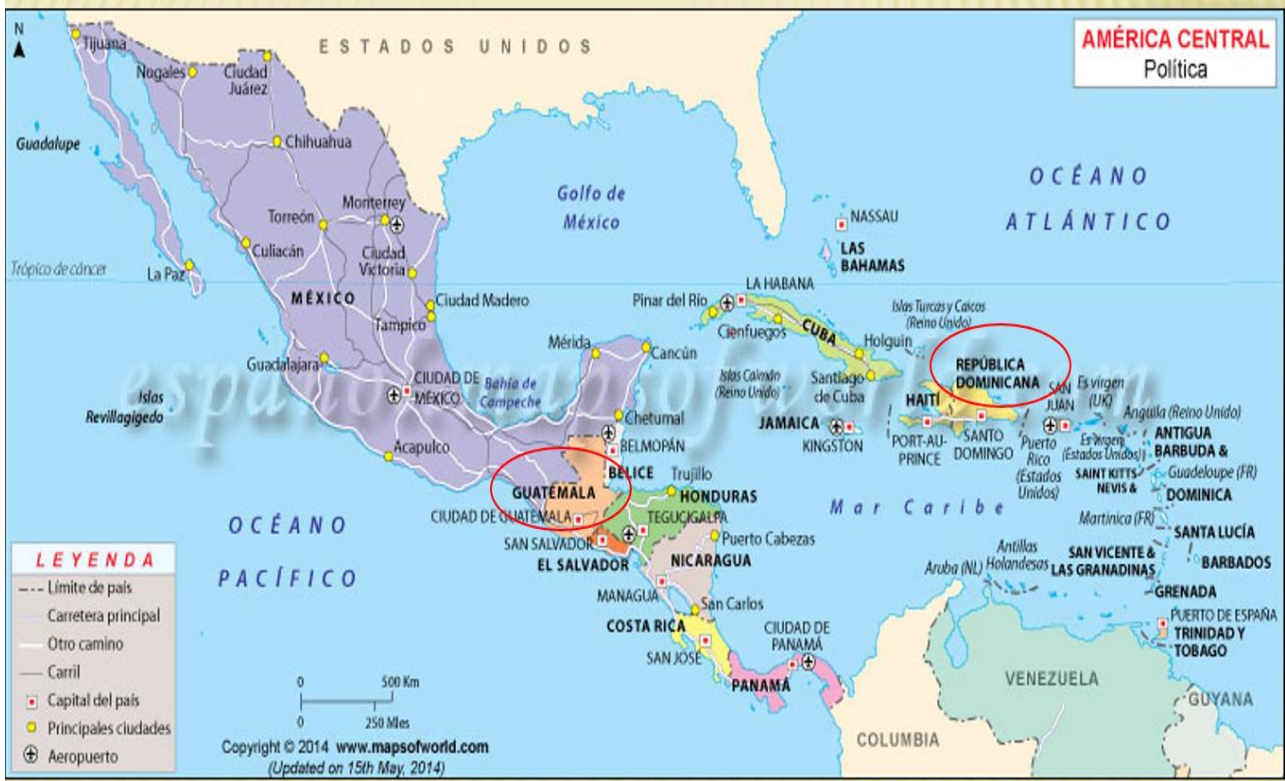 N
ESTADOS UNIDOS
AMÉRICA CENTRAL
Política
Tijuana
Nogales
Ciudad
Juárez
Guadalupe
Chihuahua
Golfo de
México
OCÉANO
ATLÁNTICO
Monterrey
Torreón
NASSAU
LAS
BAHAMAS
Culiacán
Ciudad
Victoria
Trópico de cáncer
La Paz
MÉXICO
Ciudad Madero
Tampico
LA HABANA
Pinar del Río
Cienfuegos
CUBA
Holguin
Islas Turcas y Caicos
(Reino Unido)
Mérida
Cancún
Guadalajara
CIUDAD DE
MÉXICO
Bahía de
Campeche
Islas Caimán
(Reino Unido)
Santiago
de Cuba
REPÚBLICA
DOMINICANA
español.mapsofworld.com
Islas
Revillagigedo
Chetumal
HAITÍ
SAN
JUAN
Es virgen
(UK)
Anguila (Reino Unido)
Acapulco
BELMOPÁN
BELICE
JAMAICA
KINGSTON
PORT-AU-
PRINCE
SANTO
DOMINGO
Puerto
Rico
(Estados
Unidos)
Es virgen
(Estados Unidos)
ANTIGUA
BARBUDA &
SAINT KITTS
NEVIS &
Guadeloupe (FR)
DOMINICA
GUATEMALA
Trujillo
HONDURAS
CIUDAD DE GUATEMALA
TEGUCIGALPA
Mar Caribe
Martinica (FR)
SANTA LUCÍA
OCÉANO
PACÍFICO
SAN SALVADOR
EL SALVADOR
Puerto Cabezas
NICARAGUA
Aruba (NL)
Antillas
Holandesas
SAN VICENTE &
LAS GRANADINAS
BARBADOS
GRENADA
MANAGUA
San Carlos
COSTA RICA
SAN JOSE
CIUDAD DE
PANAMÁ
PANAMÁ
PUERTO DE ESPAÑA
TRINIDAD Y
TOBAGO
VENEZUELA
GUYANA
COLUMBIA
LEYENDA
Límite de país
Carretera principal
Otro camino
Carril
Capital del país
Principales ciudades
Aeropuerto
0 500 Km
0 250 Mles
Copyright © 2014 www.mapsofworld.com
(Updated on 15th May, 2014)